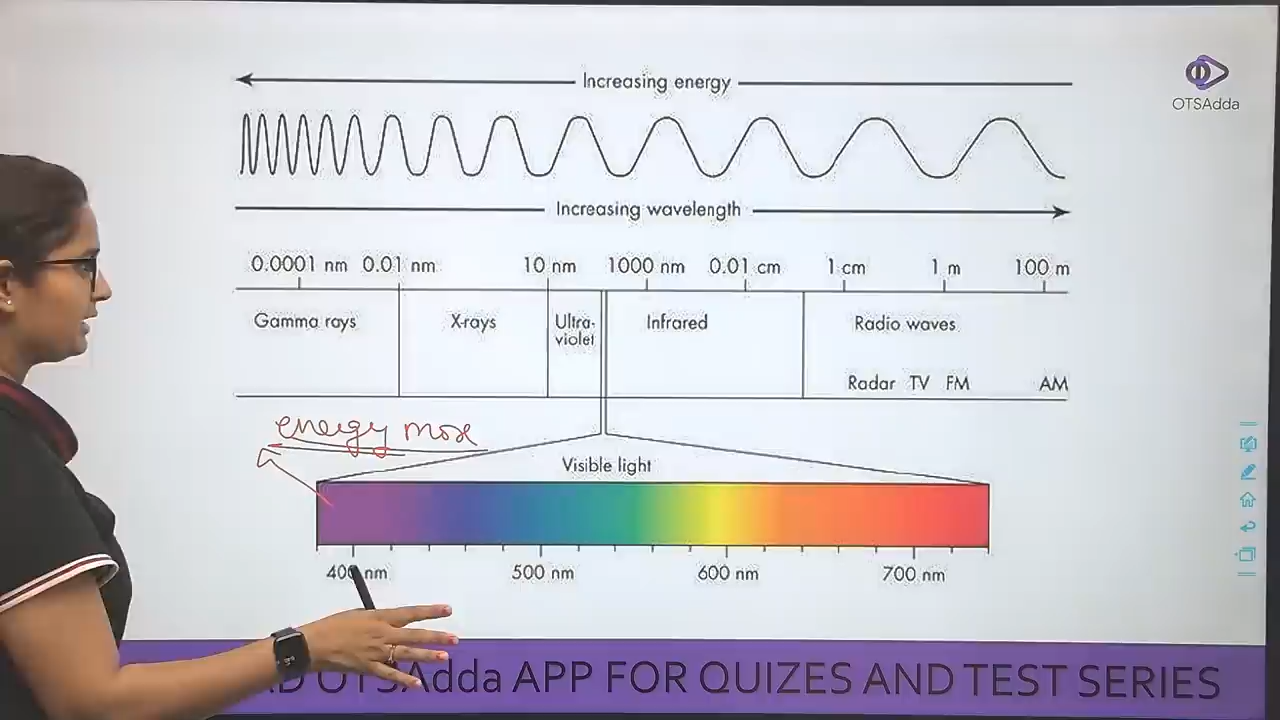 Increasing energy
OTSAdda
Increasing wavelength
0.0001 nm 0.01 nm 10 nm 1000 nm 0.01 cm 1 cm 1 m 100 m
Gamma rays X-rays Ultra-violet Infrared Radio waves
Radar TV FM AM
energy more
Visible light
400 nm 500 nm 600 nm 700 nm
AD OTSAdda APP FOR QUIZES AND TEST SERIES